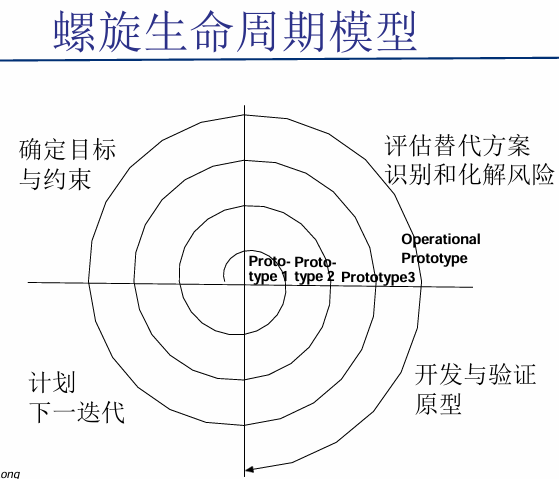 螺旋生命周期模型
确定目标
与约束
评估替代方案
识别和化解风险
Operational
Prototype
Proto-
type 1
Proto-
type 2
Prototype3
计划
下一迭代
开发与验证
原型
ong